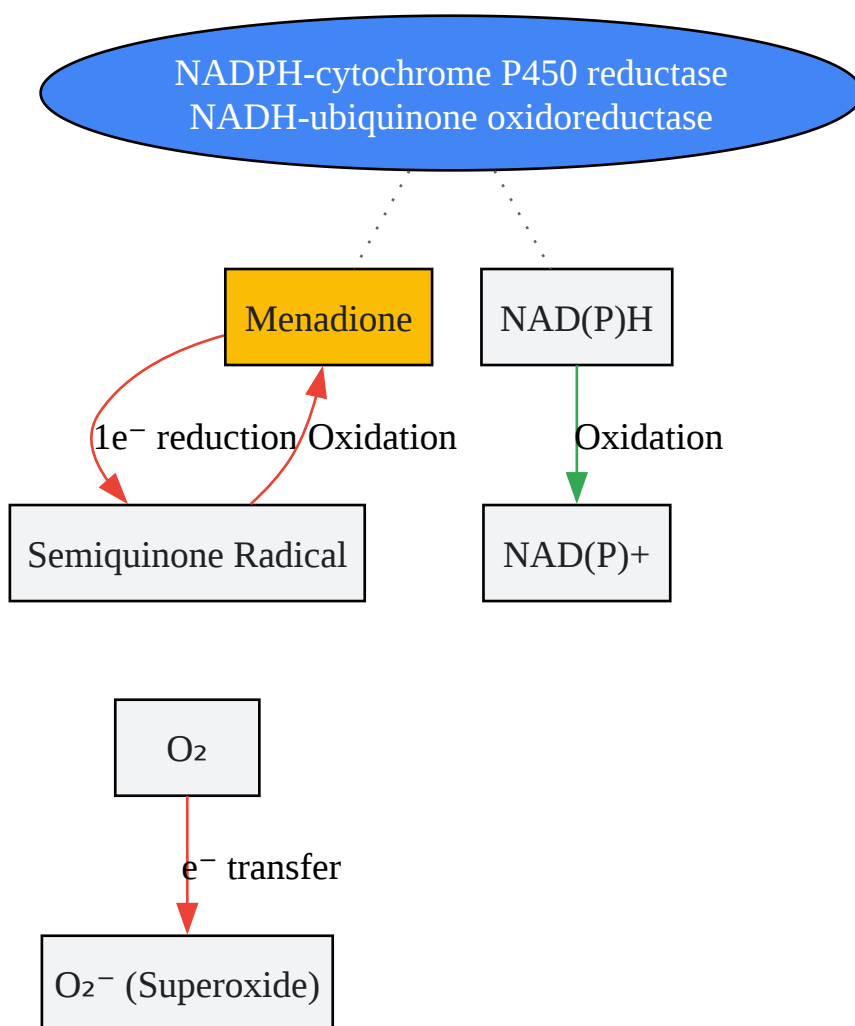 NADPH-cytochrome P450 reductase
NADH-ubiquinone oxidoreductase
Menadione
NAD(P)H
1e⁻ reduction
Oxidation
Oxidation
Semiquinone Radical
NAD(P)+
O₂
e⁻ transfer
O₂⁻ (Superoxide)